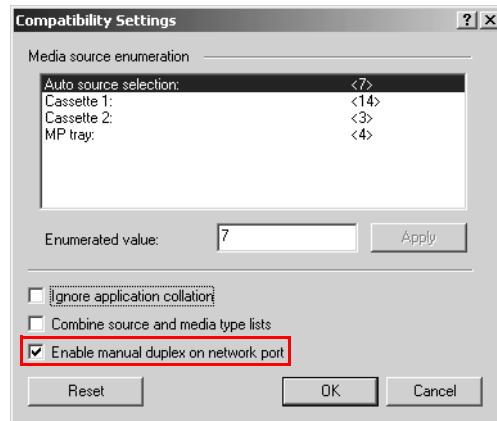 Compatibility Settings
Media source enumeration
Auto source selection: <7>
Cassette 1: <14>
Cassette 2: <3>
MP tray: <4>
Enumerated value: 7 Apply
Ignore application collation
Combine source and media type lists
Enable manual duplex on network port
Reset OK Cancel